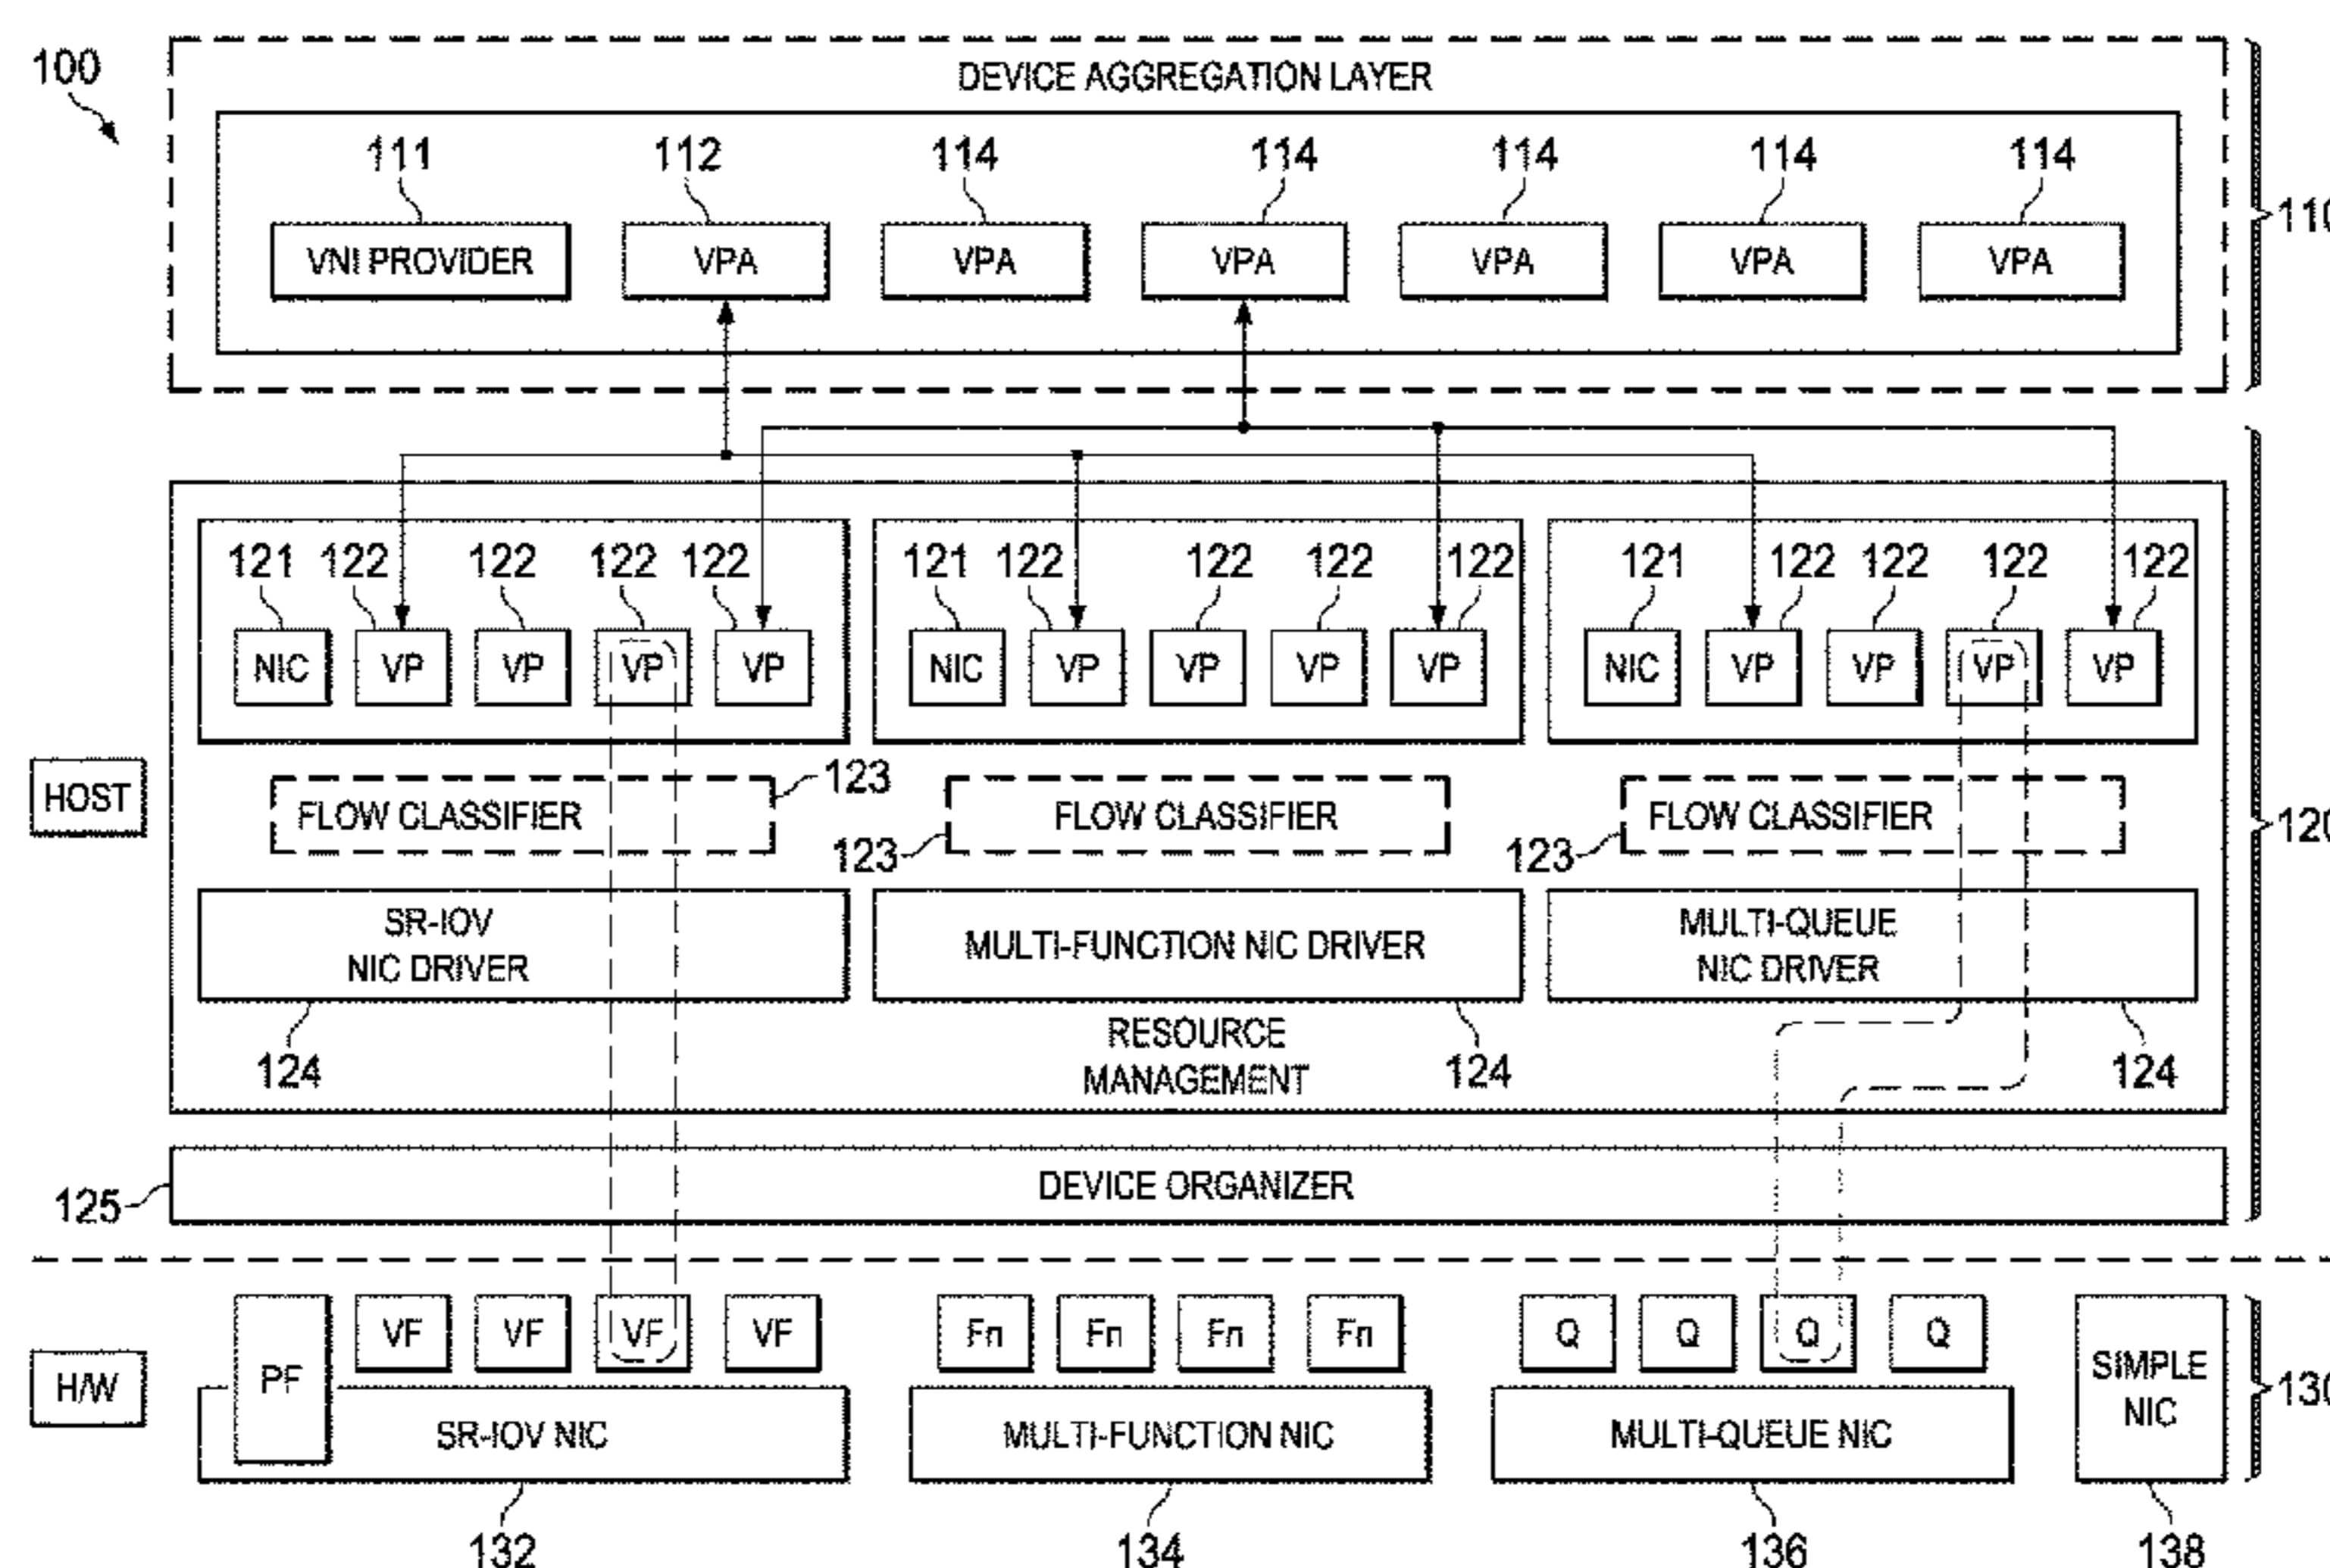 100
DEVICE AGGREGATION LAYER
111 112 114 114 114 114 114
VNI PROVIDER VPA VPA VPA VPA VPA VPA
110
121 122 122 122 122 121 122 122 122 122 121 122 122 122 122
NIC VP VP VP VP NIC VP VP VP VP NIC VP VP VP VP
HOST
FLOW CLASSIFIER 123 FLOW CLASSIFIER 123 FLOW CLASSIFIER 123
120
SR-IOV
NIC DRIVER
MULTI-FUNCTION NIC DRIVER
MULTI-QUEUE
NIC DRIVER
124 124 124
RESOURCE
MANAGEMENT
125
DEVICE ORGANIZER
H/W
PF VF VF VF VF Fn Fn Fn Fn Q Q Q Q
SIMPLE
NIC
130
SR-IOV NIC MULTI-FUNCTION NIC MULTI-QUEUE NIC
132 134 136 138